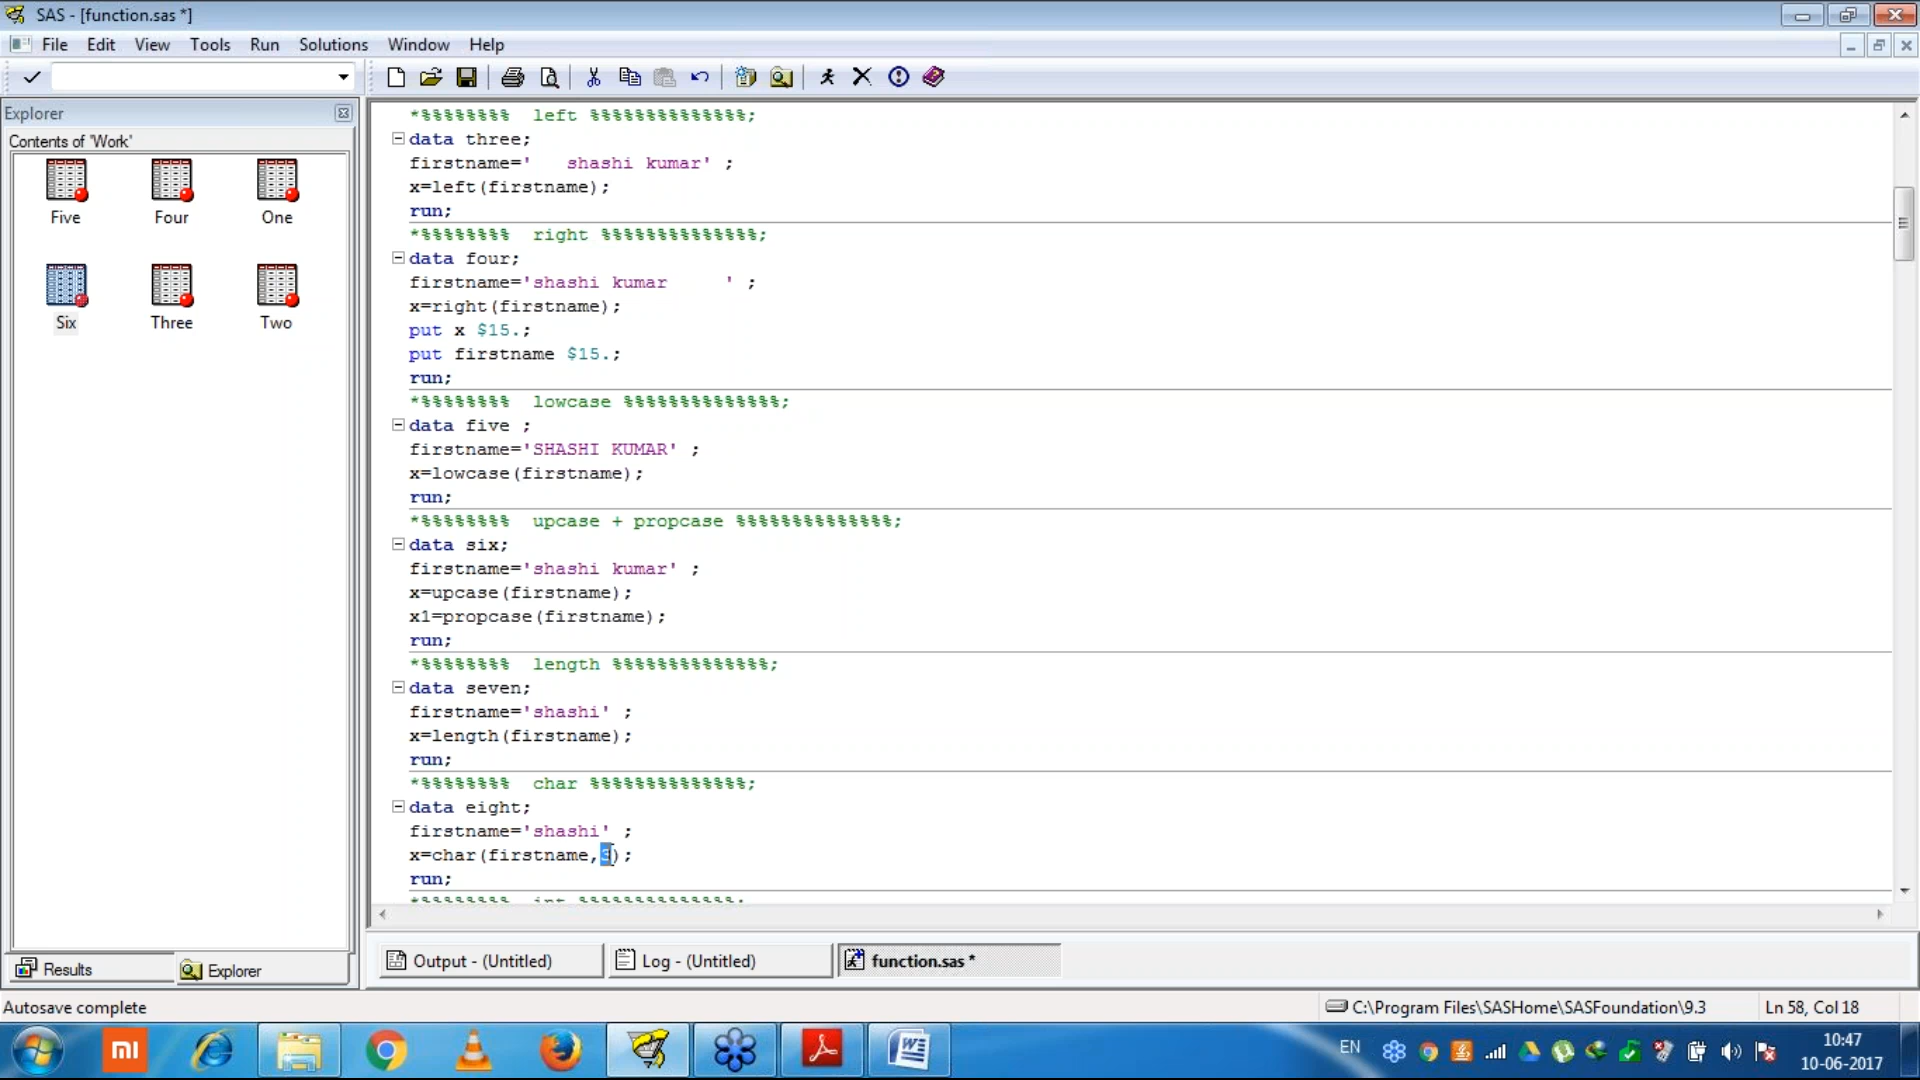 SAS - [function.sas *]
File Edit View Tools Run Solutions Window Help
Explorer
Contents of 'Work'
Five Four One
Six Three Two
*%%%%%%%% left %%%%%%%%%%%%%%;
data three;
firstname='   shashi kumar' ;
x=left(firstname);
run;
*%%%%%%%% right %%%%%%%%%%%%%%;
data four;
firstname='shashi kumar     ' ;
x=right(firstname);
put x $15.;
put firstname $15.;
run;
*%%%%%%%% lowcase %%%%%%%%%%%%%%;
data five ;
firstname='SHASHI KUMAR' ;
x=lowcase(firstname);
run;
*%%%%%%%% upcase + propcase %%%%%%%%%%%%%%;
data six;
firstname='shashi kumar' ;
x=upcase(firstname);
x1=propcase(firstname);
run;
*%%%%%%%% length %%%%%%%%%%%%%%;
data seven;
firstname='shashi' ;
x=length(firstname);
run;
*%%%%%%%% char %%%%%%%%%%%%%%;
data eight;
firstname='shashi' ;
x=char(firstname,3);
run;
*%%%%%%%% int %%%%%%%%%%%%%%;
Results Explorer
Output - (Untitled) Log - (Untitled) function.sas *
Autosave complete C:\Program Files\SASHome\SASFoundation\9.3 Ln 58, Col 18
mi EN 10:47
10-06-2017